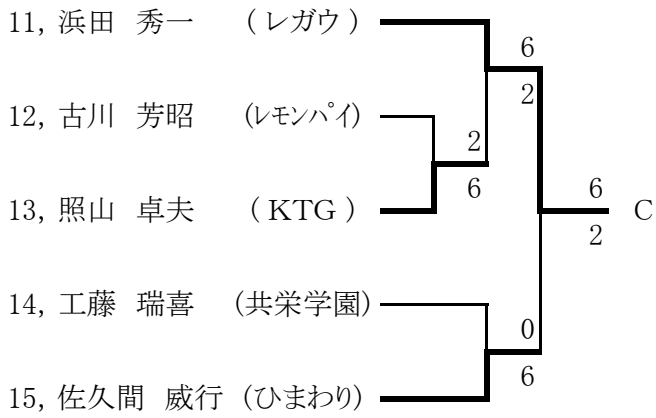 11, 浜田 秀一 （レガウ）
6
2
12, 古川 芳昭 (レモンパイ)
2
6
13, 照山 卓夫 （KTG）
6
2
C
14, 工藤 瑞喜 (共栄学園)
0
6
15, 佐久間 威行 (ひまわり)